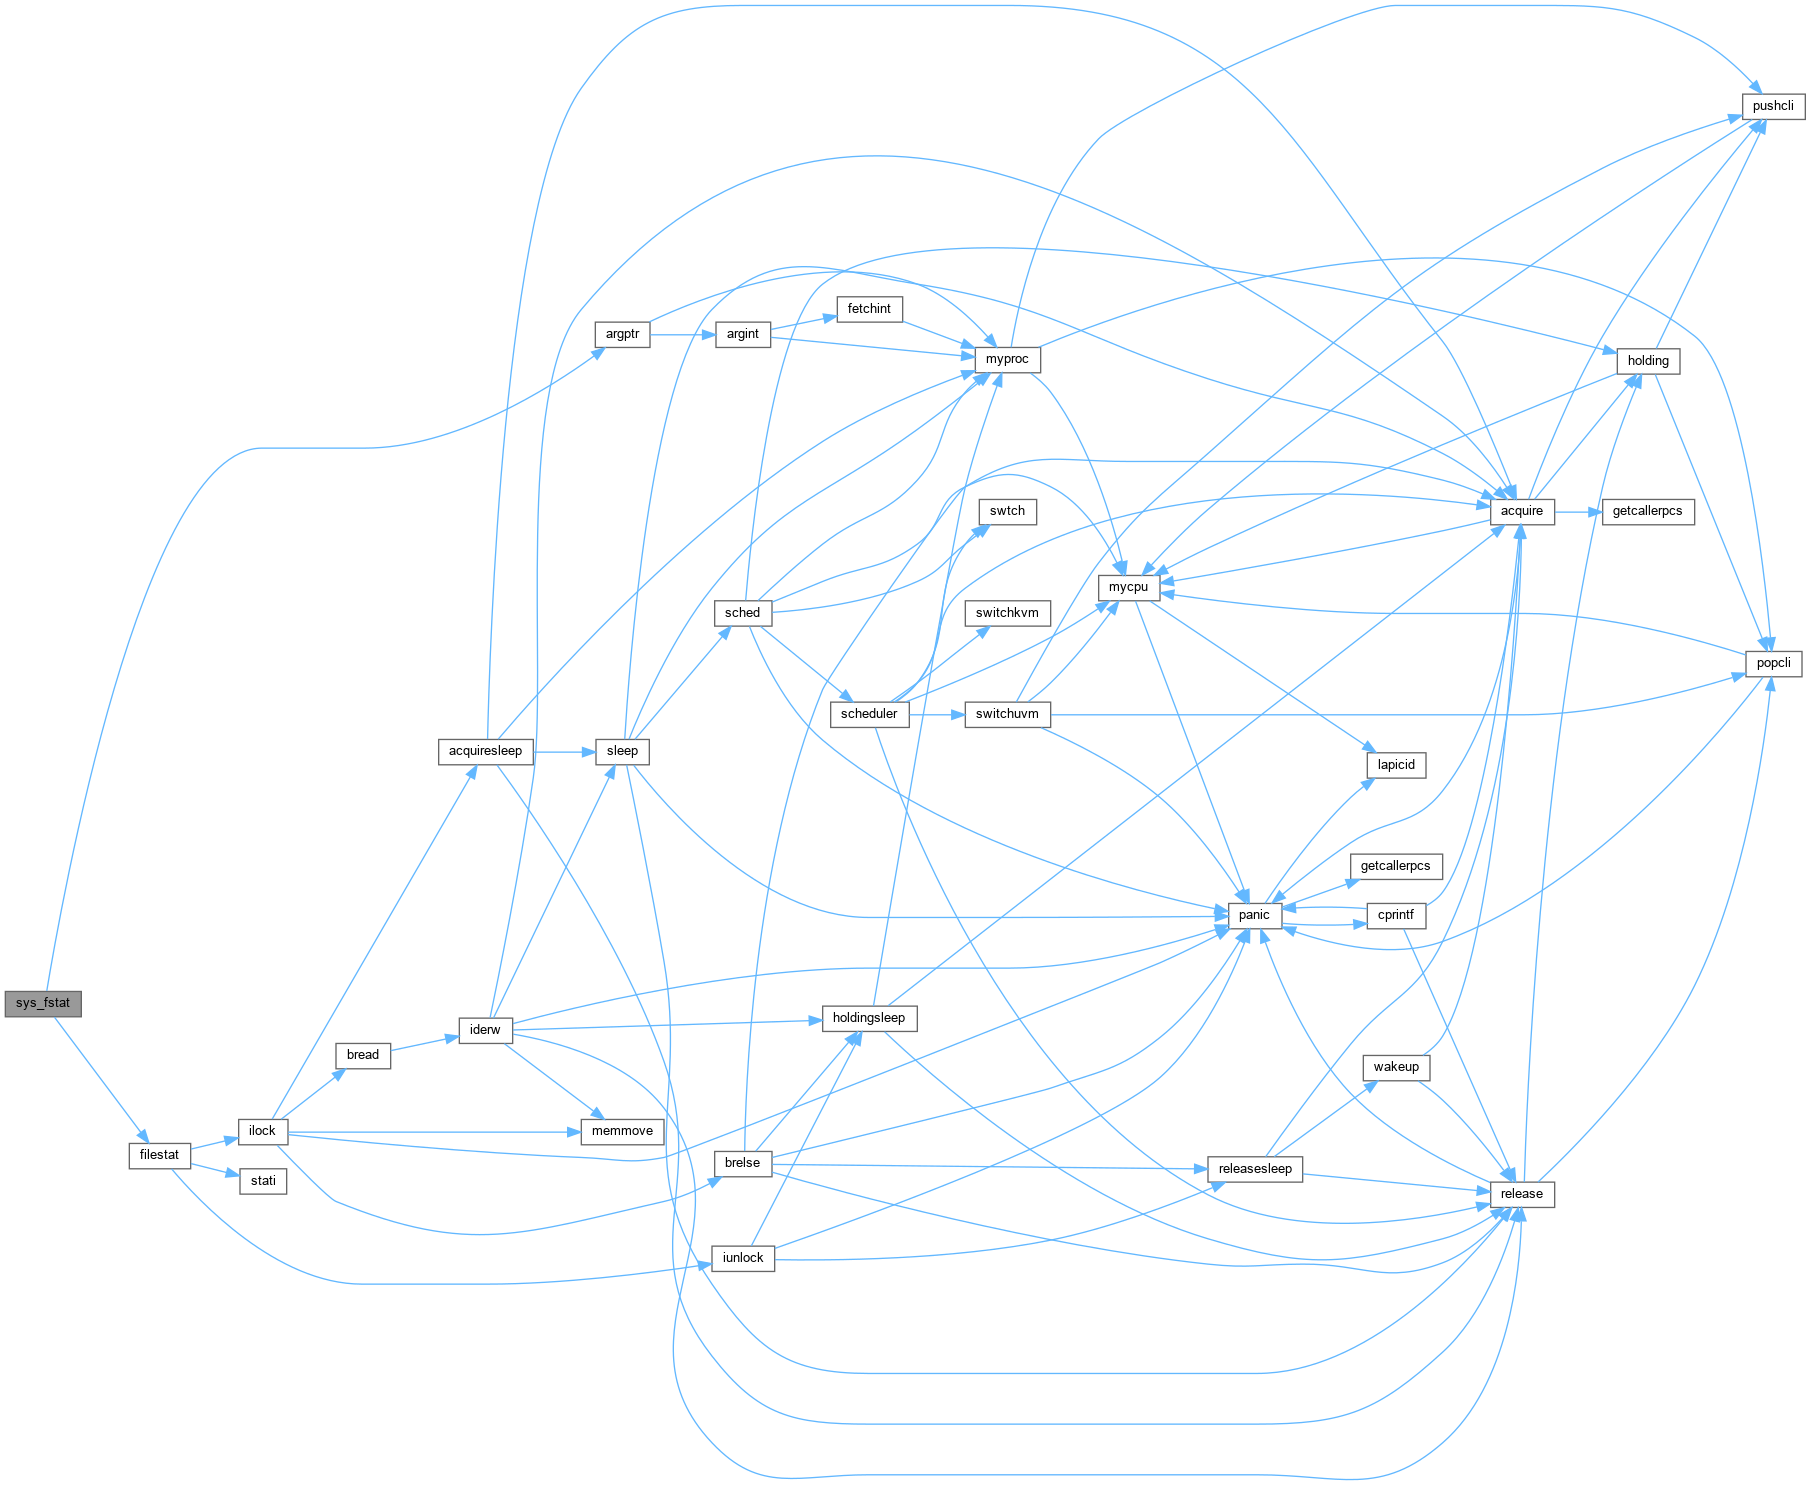 pushcli
fetchint
argptr
argint
myproc
holding
swtch
acquire
getcallerpcs
mycpu
sched
switchkvm
popcli
scheduler
switchuvm
acquiresleep
sleep
lapicid
getcallerpcs
panic
cprintf
sys_fstat
iderw
holdingsleep
bread
wakeup
ilock
memmove
filestat
brelse
releasesleep
stati
release
iunlock